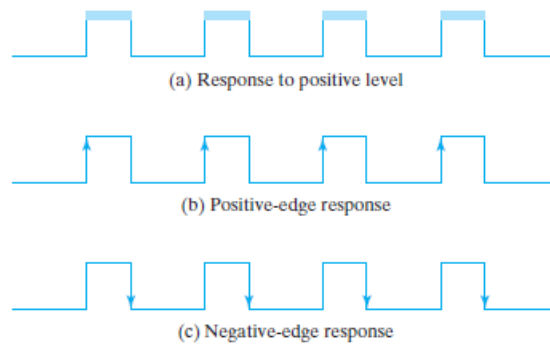 (a) Response to positive level
(b) Positive-edge response
(c) Negative-edge response